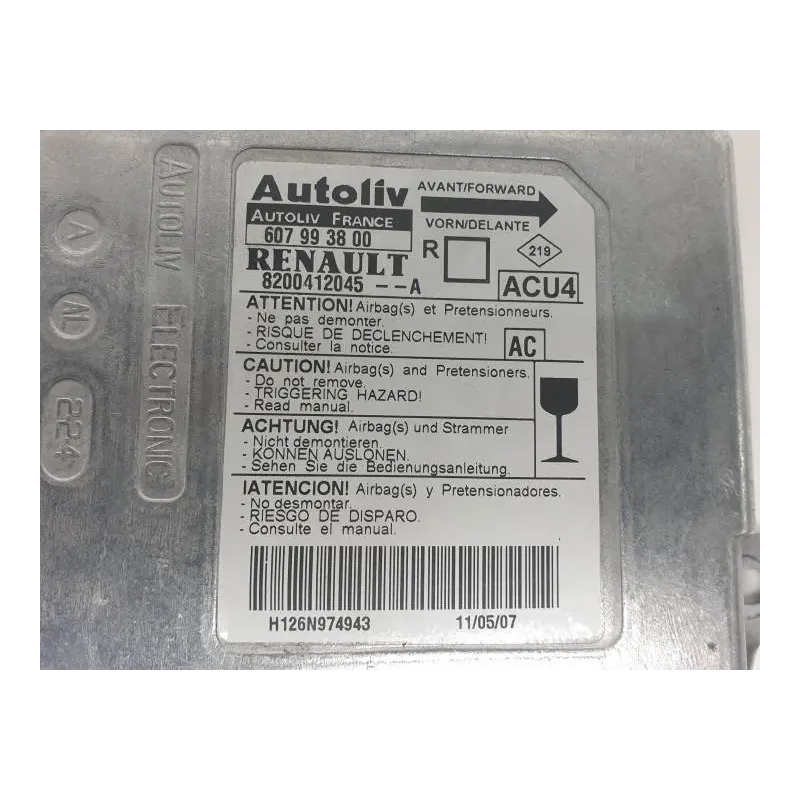 AUTOLIV ELECTRONIC
A
AL
224
Autoliv
AUTOLIV FRANCE
607 99 38 00
RENAULT
8200412045 --A
AVANT/FORWARD
VORN/DELANTE
R
219
ACU4
ATTENTION! Airbag(s) et Pretensionneurs.
- Ne pas demonter.
- RISQUE DE DECLENCHEMENT!
- Consulter la notice.
AC
CAUTION! Airbag(s) and Pretensioners.
- Do not remove.
- TRIGGERING HAZARD!
- Read manual.
ACHTUNG! Airbag(s) und Strammer
- Nicht demontieren.
- KONNEN AUSLONEN.
- Sehen Sie die Bedienungsanleitung.
IATENCION! Airbag(s) y Pretensionadores.
- No desmontar.
- RIESGO DE DISPARO.
- Consulte el manual.
H126N974943 11/05/07